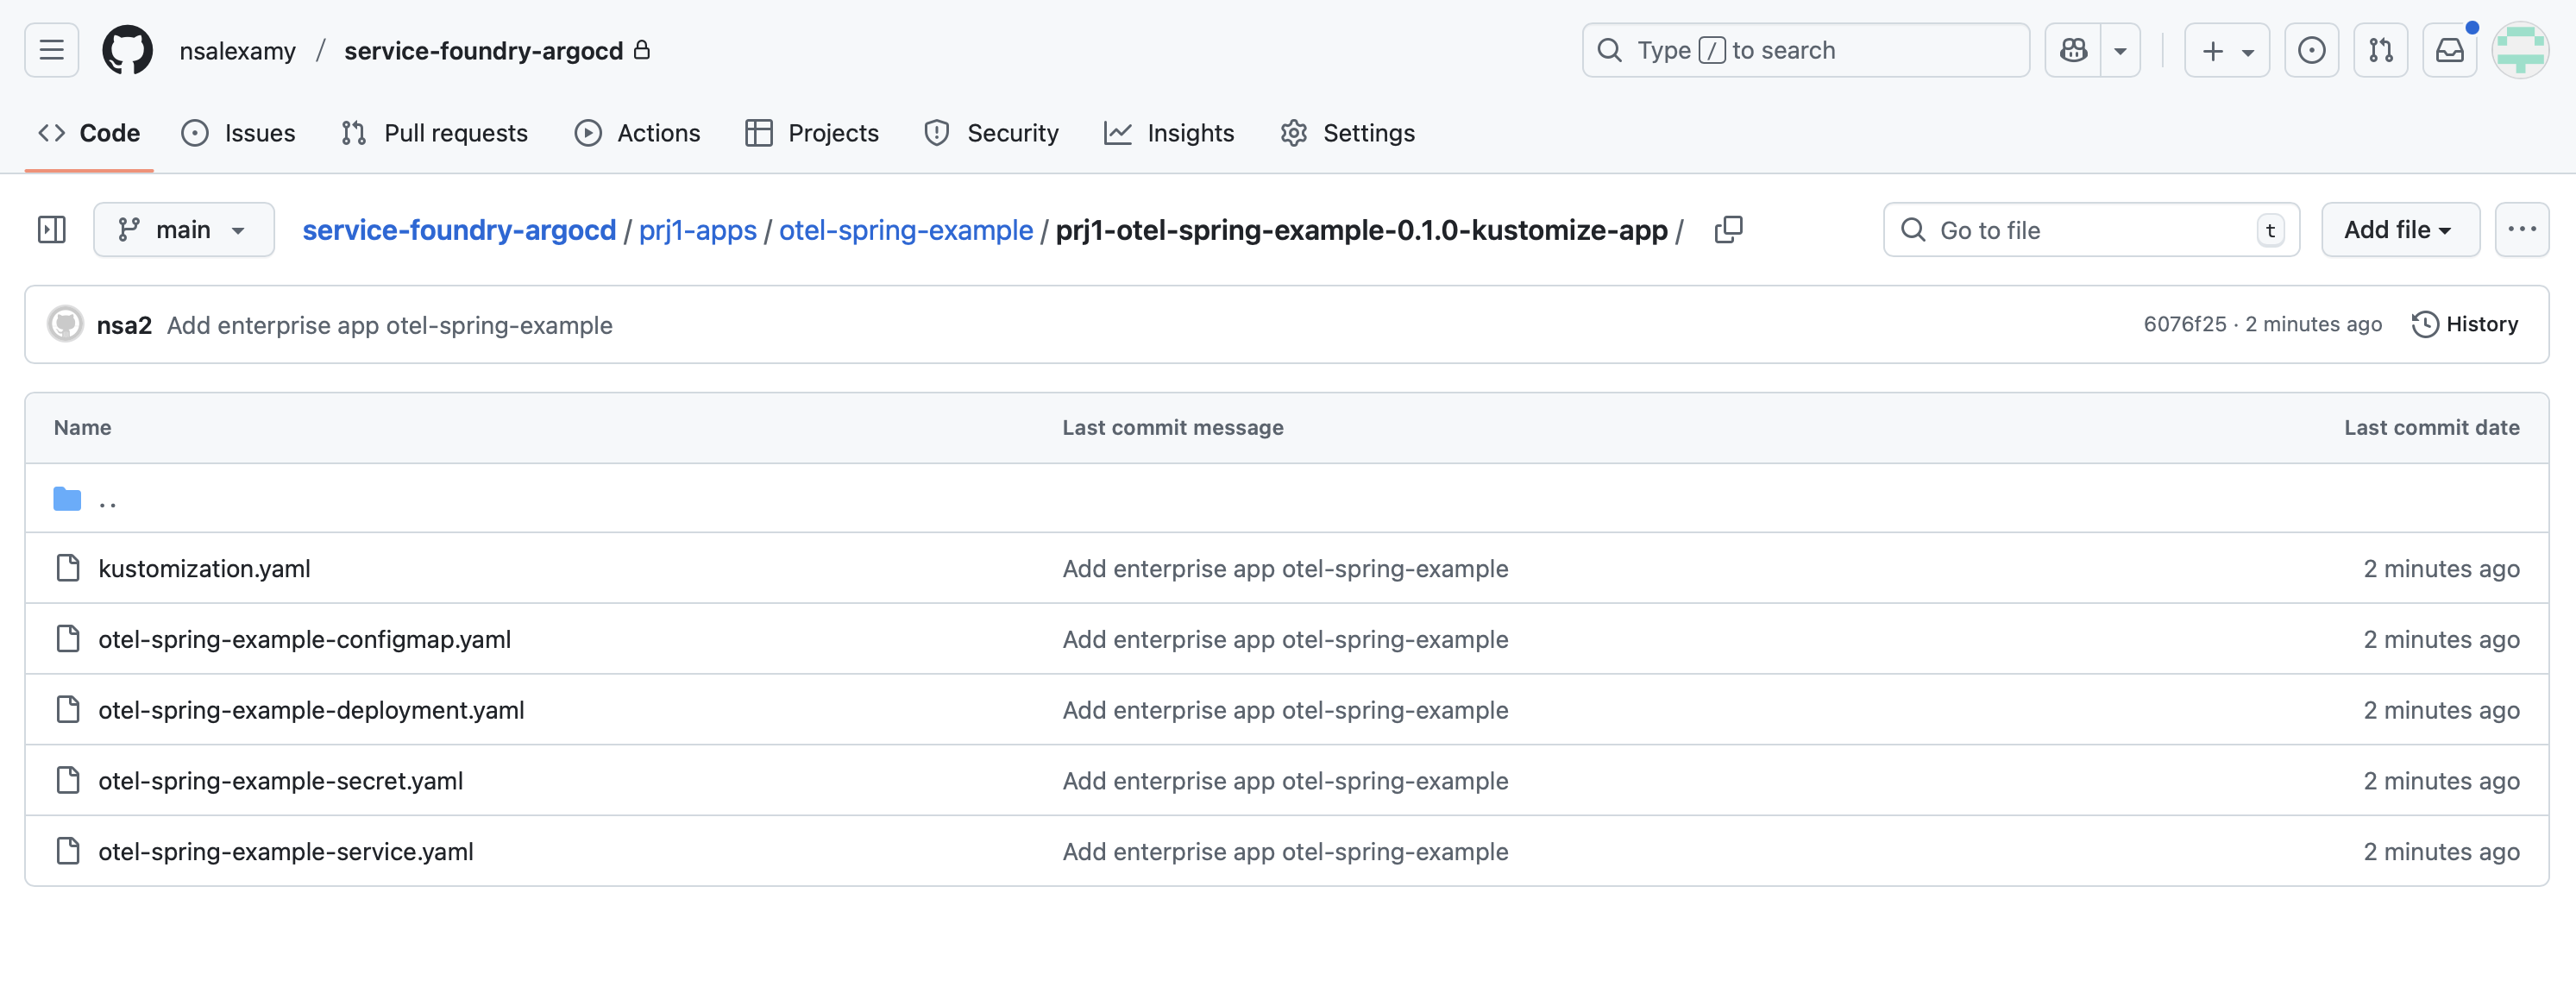 nsalexamy / service-foundry-argocd
Type / to search
Code Issues Pull requests Actions Projects Security Insights Settings
main service-foundry-argocd / prj1-apps / otel-spring-example / prj1-otel-spring-example-0.1.0-kustomize-app / Go to file t Add file ...
nsa2 Add enterprise app otel-spring-example 6076f25 · 2 minutes ago History
Name Last commit message Last commit date
..
kustomization.yaml Add enterprise app otel-spring-example 2 minutes ago
otel-spring-example-configmap.yaml Add enterprise app otel-spring-example 2 minutes ago
otel-spring-example-deployment.yaml Add enterprise app otel-spring-example 2 minutes ago
otel-spring-example-secret.yaml Add enterprise app otel-spring-example 2 minutes ago
otel-spring-example-service.yaml Add enterprise app otel-spring-example 2 minutes ago